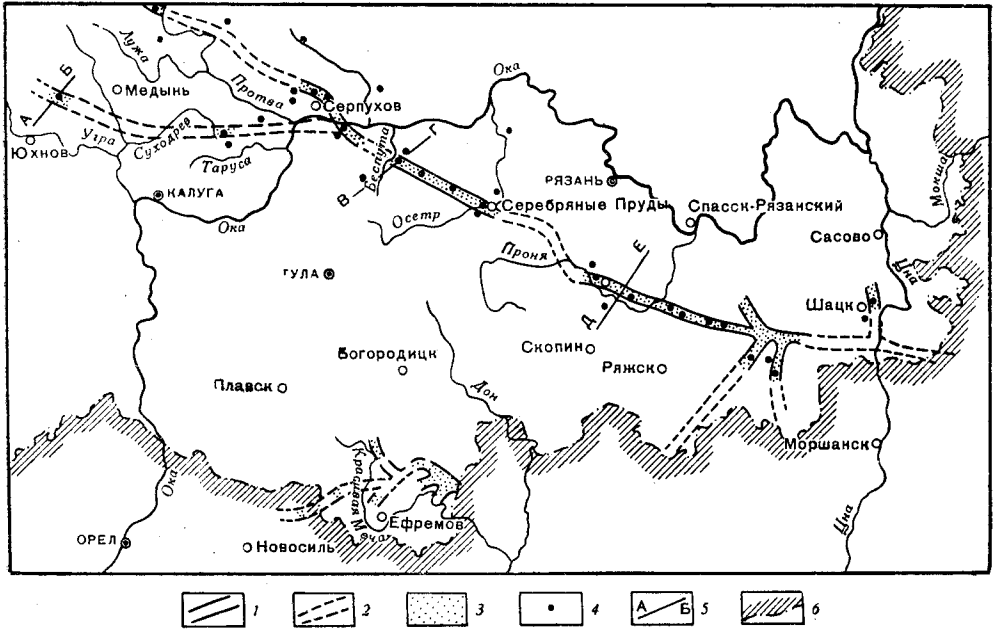 Лужа
Ока
Б
Медынь
Протва
Серпухов
А
Угра
Суходрев
Юхнов
Таруса
Беспута
Г
В
КАЛУГА
РЯЗАНЬ
Мокша
Серебряные Пруды
Спасск-Рязанский
Осетр
Ока
Сасово
Проня
Е
Цна
ТУЛА
Д
Шацк
Богородицк
Скопин
Ряжск
Плавск
Дон
Моршанск
Ока
Красивая Меча
Ефремов
Цна
ОРЕЛ
Новосиль
1
2
3
4
А Б 5
6